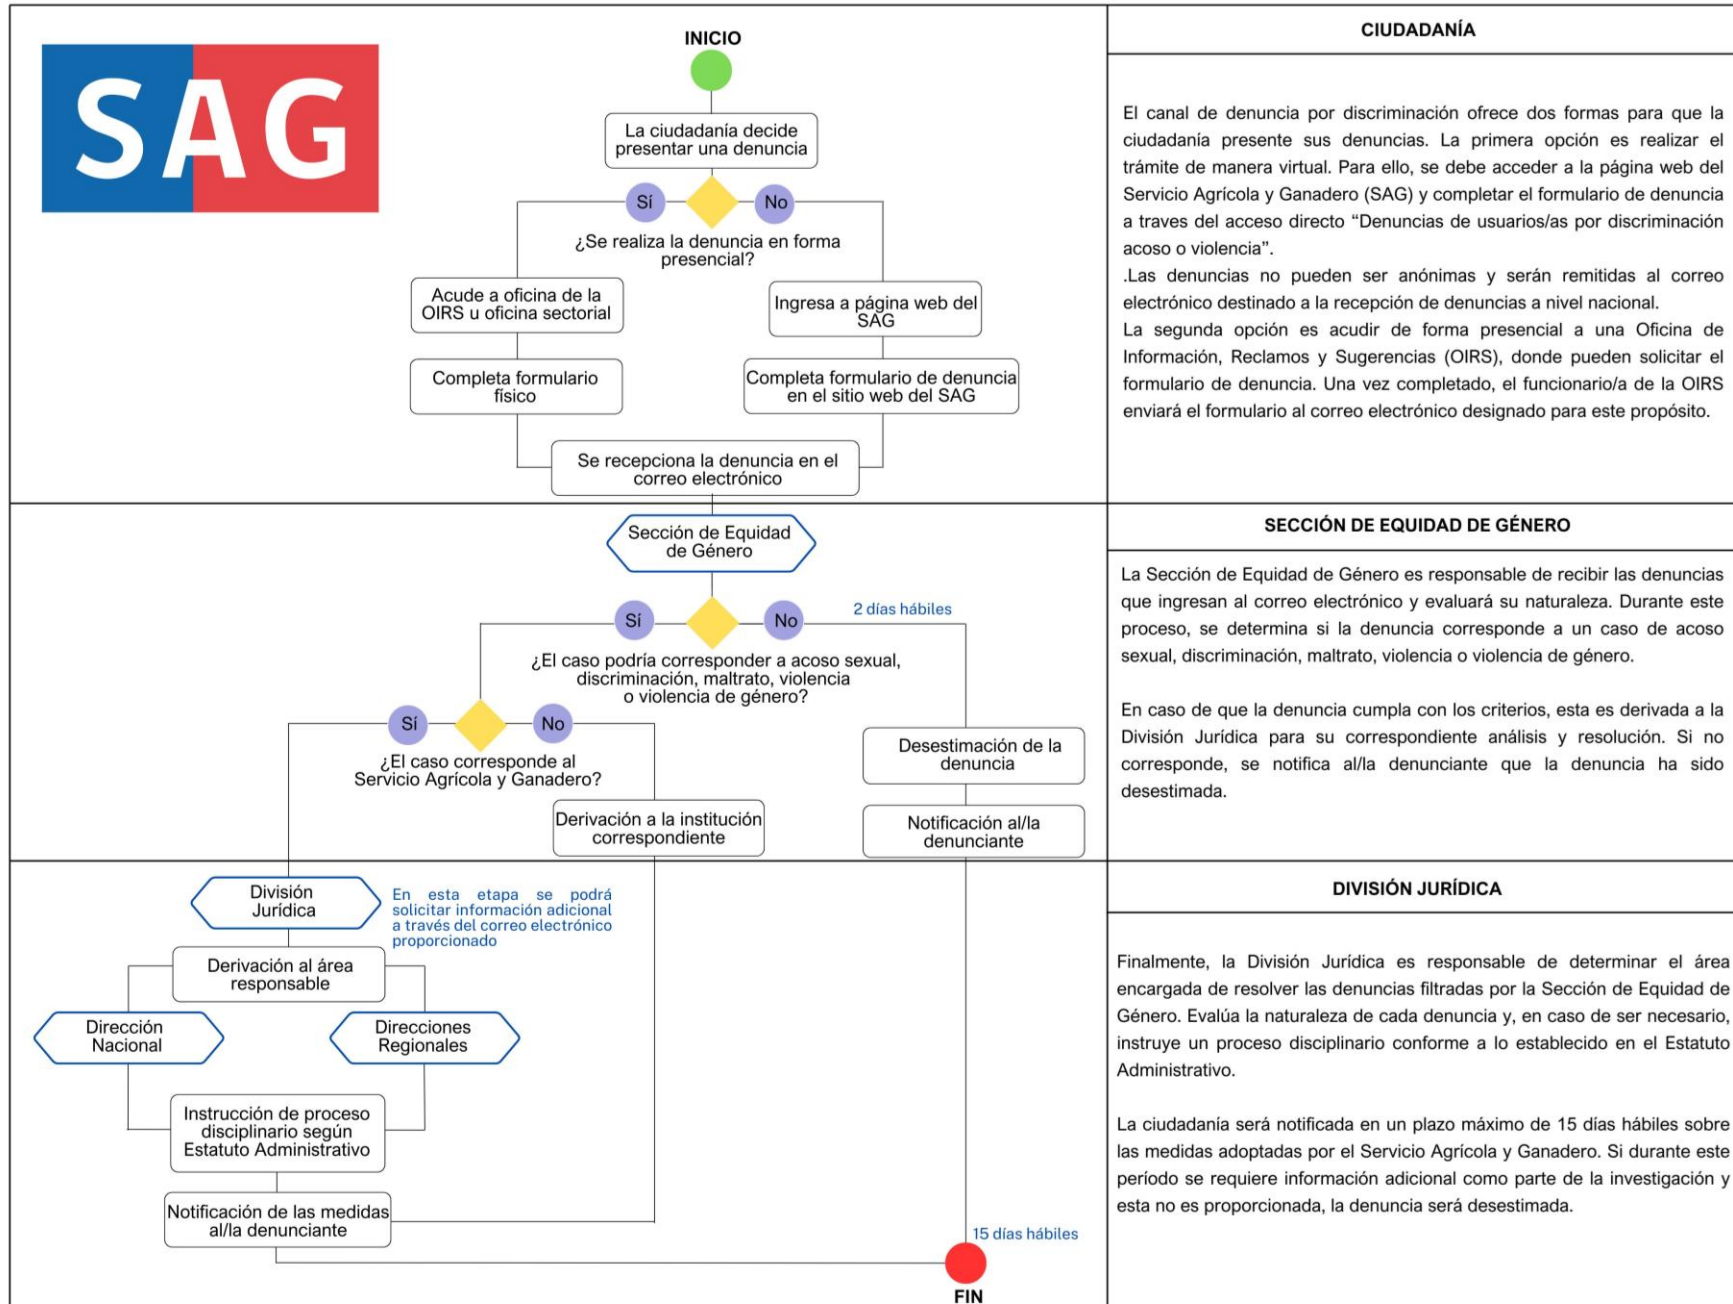 SAG
INICIO
La ciudadanía decide
presentar una denuncia
Sí
No
¿Se realiza la denuncia en forma
presencial?
Acude a oficina de la
OIRS u oficina sectorial
Ingresa a página web del
SAG
Completa formulario
físico
Completa formulario de denuncia
en el sitio web del SAG
Se recepciona la denuncia en el
correo electrónico
CIUDADANÍA
El canal de denuncia por discriminación ofrece dos formas para que la
ciudadanía presente sus denuncias. La primera opción es realizar el
trámite de manera virtual. Para ello, se debe acceder a la página web del
Servicio Agrícola y Ganadero (SAG) y completar el formulario de denuncia
a traves del acceso directo “Denuncias de usuarios/as por discriminación
acoso o violencia”.
.Las denuncias no pueden ser anónimas y serán remitidas al correo
electrónico destinado a la recepción de denuncias a nivel nacional.
La segunda opción es acudir de forma presencial a una Oficina de
Información, Reclamos y Sugerencias (OIRS), donde pueden solicitar el
formulario de denuncia. Una vez completado, el funcionario/a de la OIRS
enviará el formulario al correo electrónico designado para este propósito.
Sección de Equidad
de Género
Sí
No
2 días hábiles
¿El caso podría corresponder a acoso sexual,
discriminación, maltrato, violencia
o violencia de género?
Sí
No
¿El caso corresponde al
Servicio Agrícola y Ganadero?
Desestimación de la
denuncia
Derivación a la institución
correspondiente
Notificación al/la
denunciante
SECCIÓN DE EQUIDAD DE GÉNERO
La Sección de Equidad de Género es responsable de recibir las denuncias
que ingresan al correo electrónico y evaluará su naturaleza. Durante este
proceso, se determina si la denuncia corresponde a un caso de acoso
sexual, discriminación, maltrato, violencia o violencia de género.
En caso de que la denuncia cumpla con los criterios, esta es derivada a la
División Jurídica para su correspondiente análisis y resolución. Si no
corresponde, se notifica al/la denunciante que la denuncia ha sido
desestimada.
División
Jurídica
En esta etapa se podrá
solicitar información adicional
a través del correo electrónico
proporcionado
Derivación al área
responsable
Dirección
Nacional
Direcciones
Regionales
Instrucción de proceso
disciplinario según
Estatuto Administrativo
Notificación de las medidas
al/la denunciante
15 días hábiles
FIN
DIVISIÓN JURÍDICA
Finalmente, la División Jurídica es responsable de determinar el área
encargada de resolver las denuncias filtradas por la Sección de Equidad de
Género. Evalúa la naturaleza de cada denuncia y, en caso de ser necesario,
instruye un proceso disciplinario conforme a lo establecido en el Estatuto
Administrativo.
La ciudadanía será notificada en un plazo máximo de 15 días hábiles sobre
las medidas adoptadas por el Servicio Agrícola y Ganadero. Si durante este
período se requiere información adicional como parte de la investigación y
esta no es proporcionada, la denuncia será desestimada.